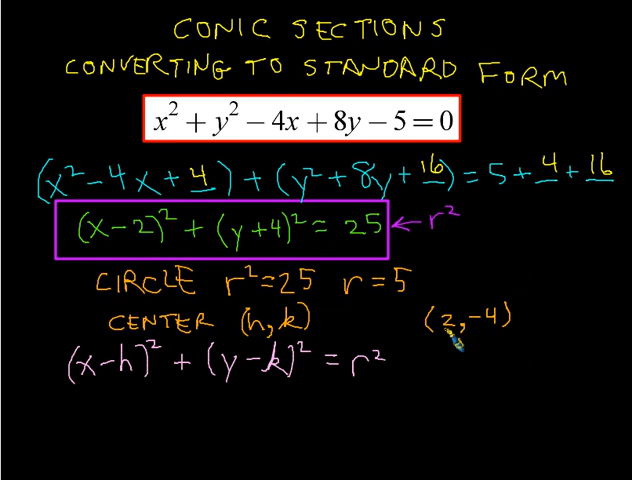 CONIC SECTIONS
CONVERTING TO STANDARD FORM
x² + y² − 4x + 8y − 5 = 0
(x² − 4x + 4) + (y² + 8y + 16) = 5 + 4 + 16
(x − 2)² + (y + 4)² = 25 ← r²
CIRCLE r² = 25 r = 5
CENTER (h, k) (2, −4)
(x − h)² + (y − k)² = r²